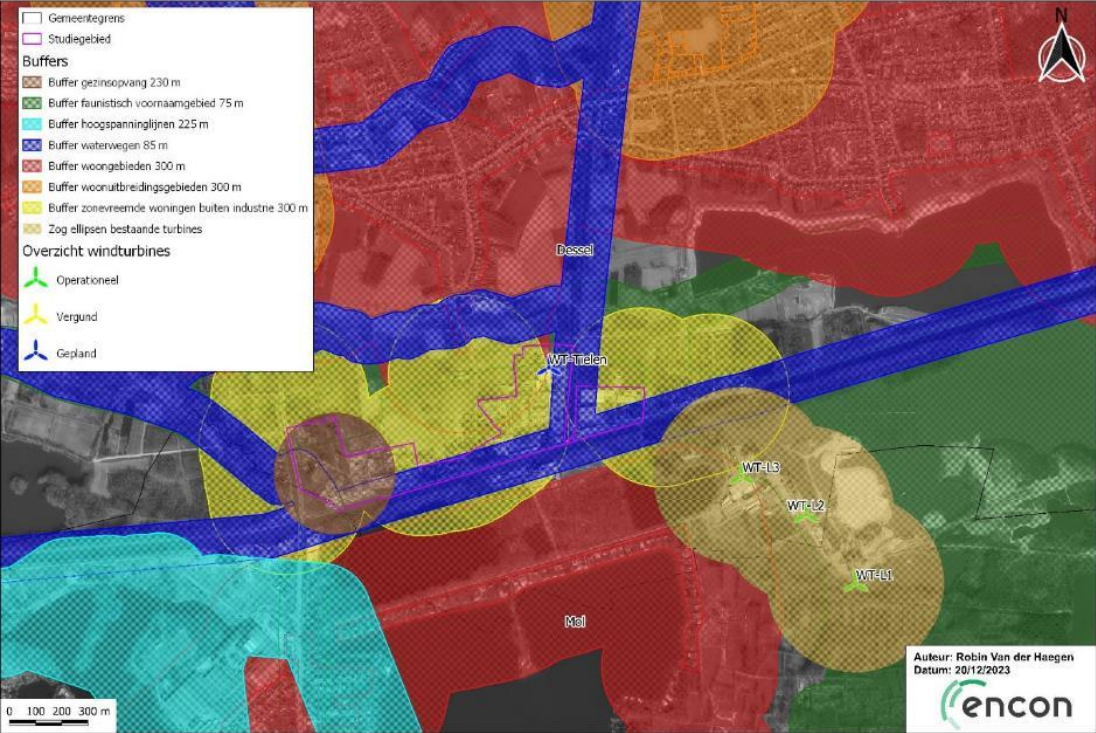 Gemeentegrens
Studiegebied
Buffers
Buffer gezinsopvang 230 m
Buffer faunistisch voornaamgebied 75 m
Buffer hoogspanninglijnen 225 m
Buffer waterwegen 85 m
Buffer woongebieden 300 m
Buffer woonuitbreidingsgebieden 300 m
Buffer zonevreemde woningen buiten industrie 300 m
Zog ellipsen bestaande turbines
Overzicht windturbines
Operationeel
Vergund
Gepland
N
Dessel
WT-Tielen
WT-L3
WT-L2
WT-L1
Mol
0 100 200 300 m
Auteur: Robin Van der Haegen
Datum: 20/12/2023
encon